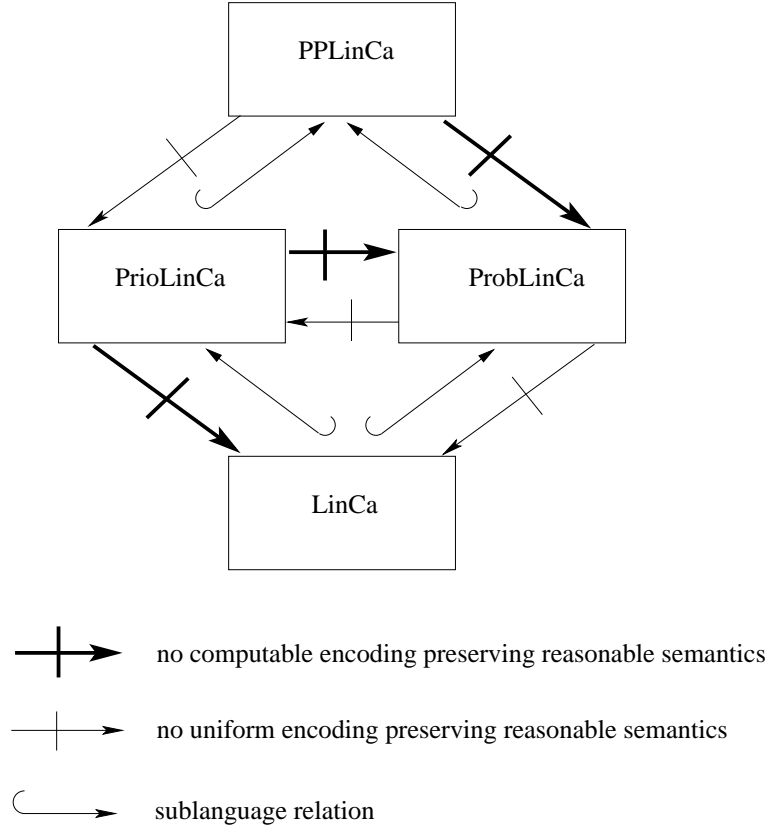 PPLinCa
PrioLinCa
ProbLinCa
LinCa
no computable encoding preserving reasonable semantics
no uniform encoding preserving reasonable semantics
sublanguage relation